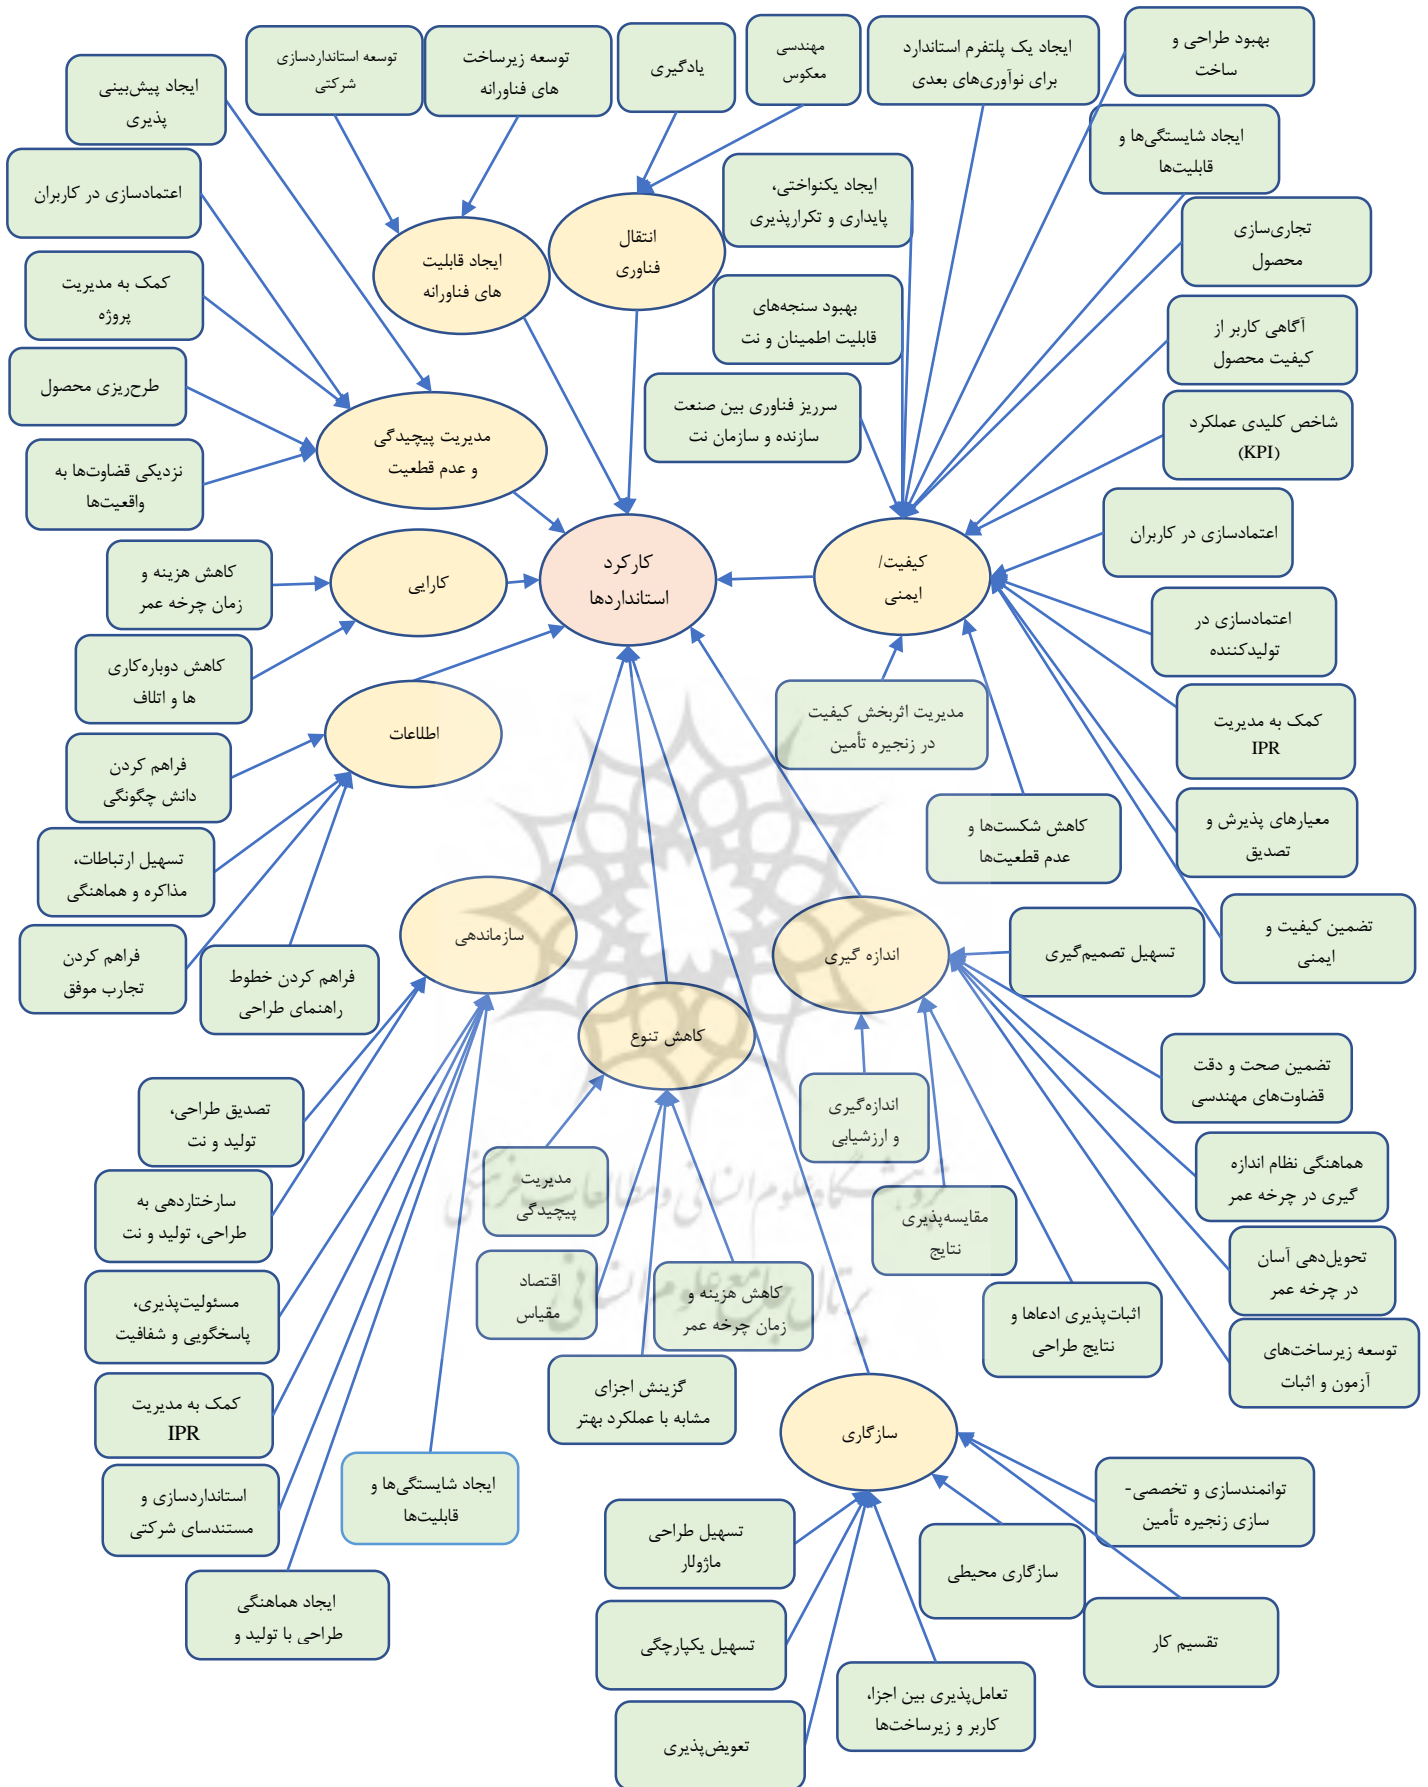 بهبود طراحی و
ساخت
ایجاد یک پلتفرم استاندارد
برای نوآوری‌های بعدی
مهندسی
معکوس
یادگیری
توسعه زیرساخت
های فناورانه
توسعه استانداردسازی
شرکتی
ایجاد پیش‌بینی
پذیری
ایجاد شایستگی‌ها و
قابلیت‌ها
ایجاد یکنواختی،
پایداری و تکرارپذیری
اعتمادسازی در کاربران
تجاری‌سازی
محصول
انتقال
فناوری
ایجاد قابلیت
های فناورانه
کمک به مدیریت
پروژه
بهبود سنجه‌های
قابلیت اطمینان و نت
آگاهی کاربر از
کیفیت محصول
طرح‌ریزی محصول
سرریز فناوری بین صنعت
سازنده و سازمان نت
شاخص کلیدی عملکرد
(KPI)
مدیریت پیچیدگی
و عدم قطعیت
نزدیکی قضاوت‌ها به
واقعیت‌ها
اعتمادسازی در کاربران
کیفیت/
ایمنی
کارکرد
استانداردها
کارایی
کاهش هزینه و
زمان چرخه عمر
اعتمادسازی در
تولیدکننده
کاهش دوباره‌کاری
ها و اتلاف
مدیریت اثربخش کیفیت
در زنجیره تأمین
کمک به مدیریت
IPR
اطلاعات
فراهم کردن
دانش چگونگی
معیارهای پذیرش و
تصدیق
کاهش شکست‌ها و
عدم قطعیت‌ها
تسهیل ارتباطات،
مذاکره و هماهنگی
تضمین کیفیت و
ایمنی
تسهیل تصمیم‌گیری
اندازه گیری
سازماندهی
فراهم کردن خطوط
راهنمای طراحی
فراهم کردن
تجارب موفق
کاهش تنوع
تضمین صحت و دقت
قضاوت‌های مهندسی
اندازه‌گیری
و ارزشیابی
تصدیق طراحی،
تولید و نت
هماهنگی نظام اندازه
گیری در چرخه عمر
مدیریت
پیچیدگی
سارختاردهی به
طراحی، تولید و نت
پژوهشگاه علوم انسانی و مطالعات فرهنگی
مقایسه‌پذیری
نتایج
تحویل‌دهی آسان
در چرخه عمر
اقتصاد
مقیاس
کاهش هزینه و
زمان چرخه عمر
پرتال جامع علوم انسانی
مسئولیت‌پذیری،
پاسخگویی و شفافیت
اثبات‌پذیری ادعاها و
نتایج طراحی
توسعه زیرساخت‌های
آزمون و اثبات
گزینش اجزای
مشابه با عملکرد بهتر
کمک به مدیریت
IPR
سازگاری
ایجاد شایستگی‌ها و
قابلیت‌ها
استانداردسازی و
مستندسای شرکتی
توانمندسازی و تخصصی-
سازی زنجیره تأمین
تسهیل طراحی
ماژولار
سازگاری محیطی
ایجاد هماهنگی
طراحی با تولید و
تقسیم کار
تسهیل یکپارچگی
تعامل‌پذیری بین اجزا،
کاربر و زیرساخت‌ها
تعویض‌پذیری